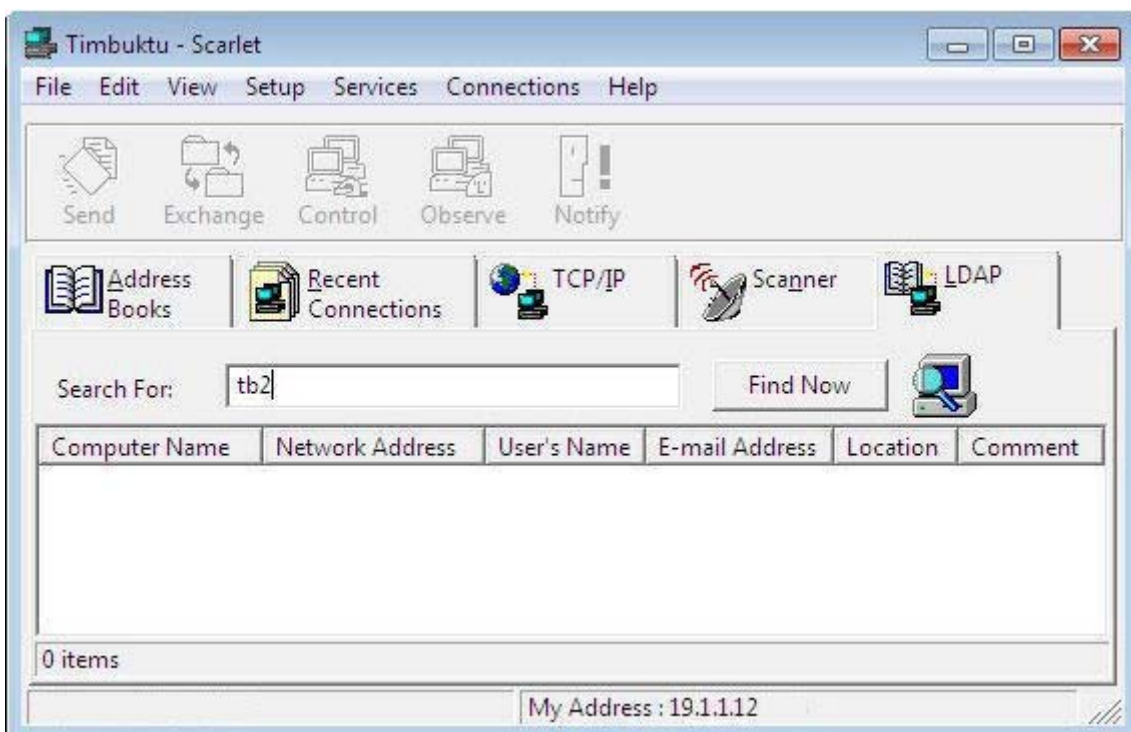 Timbuktu - Scarlet
File Edit View Setup Services Connections Help
Send Exchange Control Observe Notify
Address Books
Recent Connections
TCP/IP
Scanner
LDAP
Search For: tb2 Find Now
Computer Name Network Address User's Name E-mail Address Location Comment
0 items
My Address : 19.1.1.12